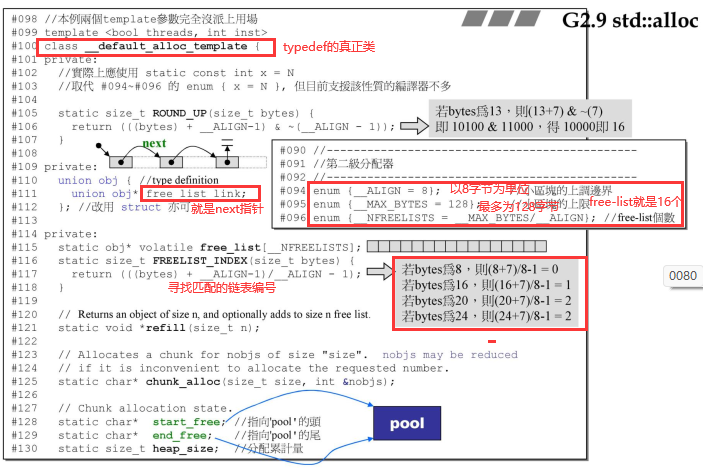 G2.9 std::alloc
#098 //本例兩個template參數完全沒派上用場
#099 template <bool threads, int inst>
#100 class __default_alloc_template {
typedef的真正类
#101 private:
#102 //實際上應使用 static const int x = N
#103 //取代 #094~#096 的 enum { x = N }, 但目前支援該性質的編譯器不多
#104
#105 static size_t ROUND_UP(size_t bytes) {
#106 return (((bytes) + __ALIGN-1) & ~(__ALIGN - 1));
#107 }
若bytes爲13，則(13+7) & ~(7)
即 10100 & 11000，得 10000即 16
next
#108
#109 private:
#110 union obj { //type definition
#111 union obj* free_list_link;
#112 }; //改用 struct 亦可
就是next指针
#090 //----------------------------------------------
#091 //第二級分配器
#092 //----------------------------------------------
#094 enum {__ALIGN = 8}; //小區塊的上調邊界
以8字节为单位
#095 enum {__MAX_BYTES = 128}; //小區塊的上限
最多为128字节
free-list就是16个
#096 enum {__NFREELISTS = __MAX_BYTES/__ALIGN}; //free-list個數
#113
#114 private:
#115 static obj* volatile free_list[__NFREELISTS];
#116 static size_t FREELIST_INDEX(size_t bytes) {
#117 return (((bytes) + __ALIGN-1)/__ALIGN - 1);
#118 }
寻找匹配的链表编号
若bytes爲8，則(8+7)/8-1 = 0
若bytes爲16，則(16+7)/8-1 = 1
若bytes爲20，則(20+7)/8-1 = 2
若bytes爲24，則(24+7)/8-1 = 2
0080
#119
#120 // Returns an object of size n, and optionally adds to size n free list.
#121 static void *refill(size_t n);
#122
#123 // Allocates a chunk for nobjs of size "size". nobjs may be reduced
#124 // if it is inconvenient to allocate the requested number.
#125 static char* chunk_alloc(size_t size, int &nobjs);
#126
#127 // Chunk allocation state.
#128 static char* start_free; //指向'pool'的頭
#129 static char* end_free; //指向'pool'的尾
#130 static size_t heap_size; //分配累計量
pool